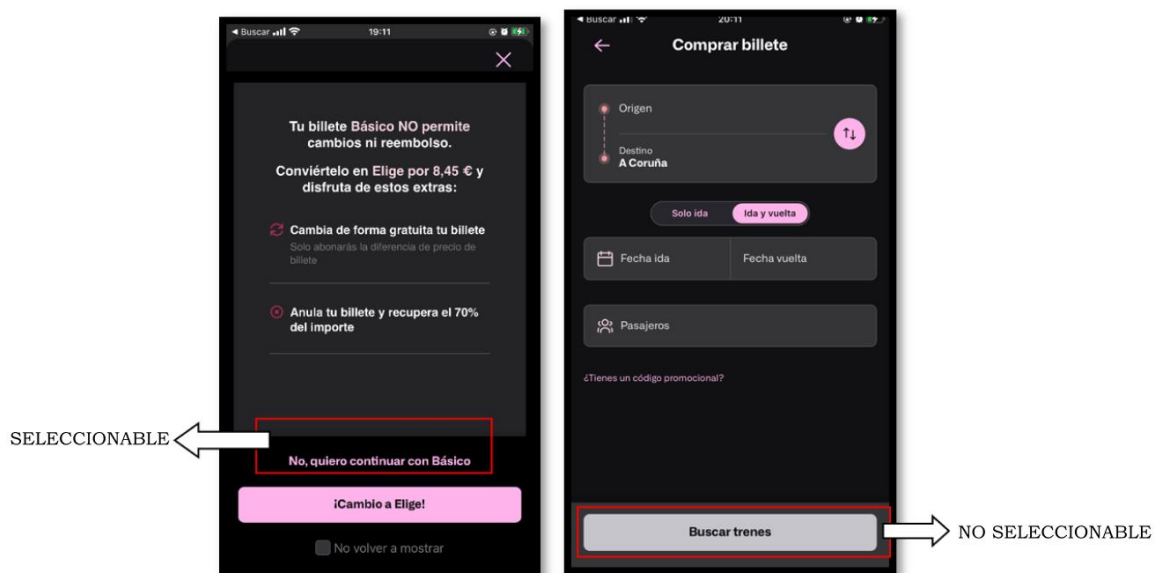 ◀ Buscar
19:11
Tu billete Básico NO permite
cambios ni reembolso.
Conviértelo en Elige por 8,45 € y
disfruta de estos extras:
Cambia de forma gratuita tu billete
Solo abonarás la diferencia de precio de
billete
Anula tu billete y recupera el 70%
del importe
SELECCIONABLE
No, quiero continuar con Básico
¡Cambio a Elige!
No volver a mostrar
◀ Buscar
20:11
Comprar billete
Origen
Destino
A Coruña
Solo ida
Ida y vuelta
Fecha ida
Fecha vuelta
Pasajeros
¿Tienes un código promocional?
Buscar trenes
NO SELECCIONABLE